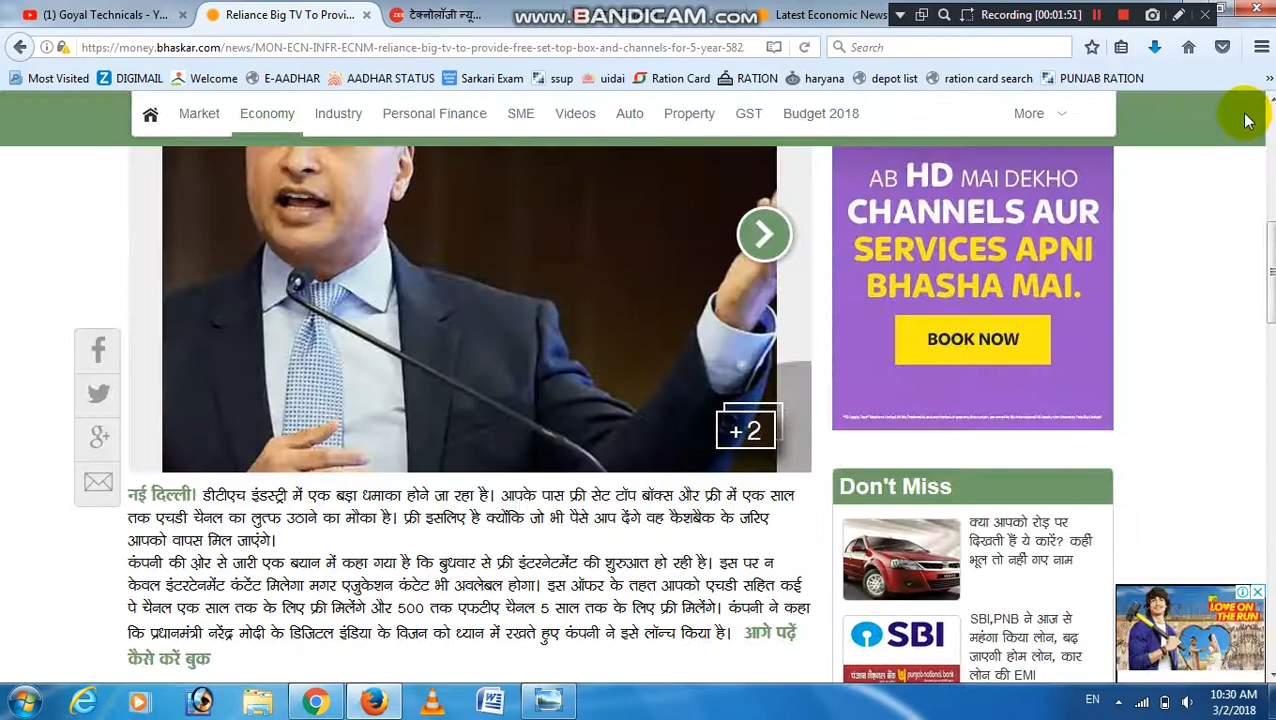 (1) Goyal Technicals - Y...
Reliance Big TV To Provi...
टेक्नोलॉजी न्यू...
www.BANDICAM.com
Latest Economic News
Recording [00:01:51]
https://money.bhaskar.com/news/MON-ECN-INFR-ECNM-reliance-big-tv-to-provide-free-set-top-box-and-channels-for-5-year-582
Search
Most Visited DIGIMAIL Welcome E-AADHAR AADHAR STATUS Sarkari Exam ssup uidai Ration Card RATION haryana depot list ration card search PUNJAB RATION
Market Economy Industry Personal Finance SME Videos Auto Property GST Budget 2018 More
AB HD MAI DEKHO
CHANNELS AUR
SERVICES APNI
BHASHA MAI.
BOOK NOW
+2
नई दिल्ली। डीटीएच इंडस्ट्री में एक बड़ा धमाका होने जा रहा है। आपके पास फ्री सेट टॉप बॉक्स और फ्री में एक साल
तक एचडी चैनल का लुत्फ उठाने का मौका है। फ्री इसलिए है क्योंकि जो भी पैसे आप देंगे वह कैशबैक के जरिए
आपको वापस मिल जाएंगे।
कंपनी की ओर से जारी एक बयान में कहा गया है कि बुधवार से फ्री इंटरनेटमेंट की शुरुआत हो रही है। इस पर न
केवल इंटरटेनमेंट कंटेंट मिलेगा मगर एजुकेशन कंटेंट भी अवलेबल होगा। इस ऑफर के तहत आपको एचडी सहित कई
पे चैनल एक साल तक के लिए फ्री मिलेंगे और 500 तक एफटीए चैनल 5 साल तक के लिए फ्री मिलेंगे। कंपनी ने कहा
कि प्रधानमंत्री नरेंद्र मोदी के डिजिटल इंडिया के विजन को ध्यान में रखते हुए कंपनी ने इसे लॉन्च किया है। आगे पढ़ें
कैसे करें बुक
Don't Miss
क्या आपको रोड़ पर
दिखती हैं ये कारें? कहीं
भूल तो नहीं गए नाम
SBI
SBI,PNB ने आज से
महंगा किया लोन, बढ़
जाएगी होम लोन, कार
लोन की EMI
पंजाब नैशनल बैंक
punjab national bank
LOVE ON
THE RUN
EN
10:30 AM
3/2/2018